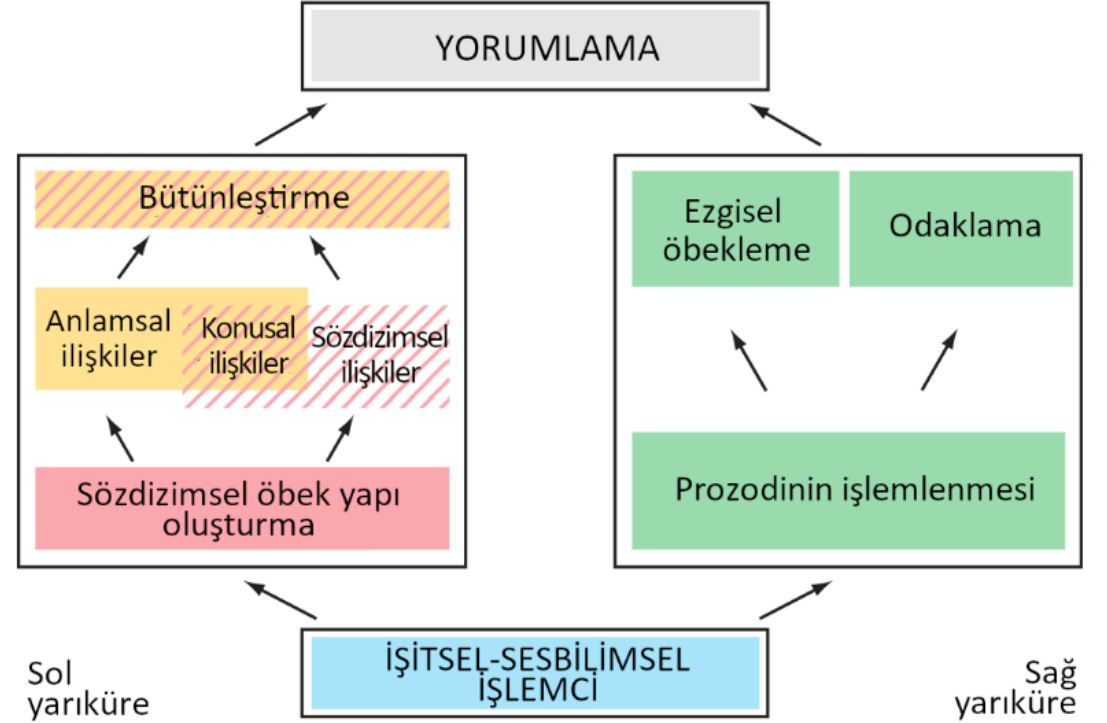 YORUMLAMA
Bütünleştirme
Anlamsal
ilişkiler
Konusal
ilişkiler
Sözdizimsel
ilişkiler
Sözdizimsel öbek yapı
oluşturma
Ezgisel
öbekleme
Odaklama
Prozodinin işlemlenmesi
İŞİTSEL-SESBİLİMSEL
İŞLEMCİ
Sol
yarıküre
Sağ
yarıküre